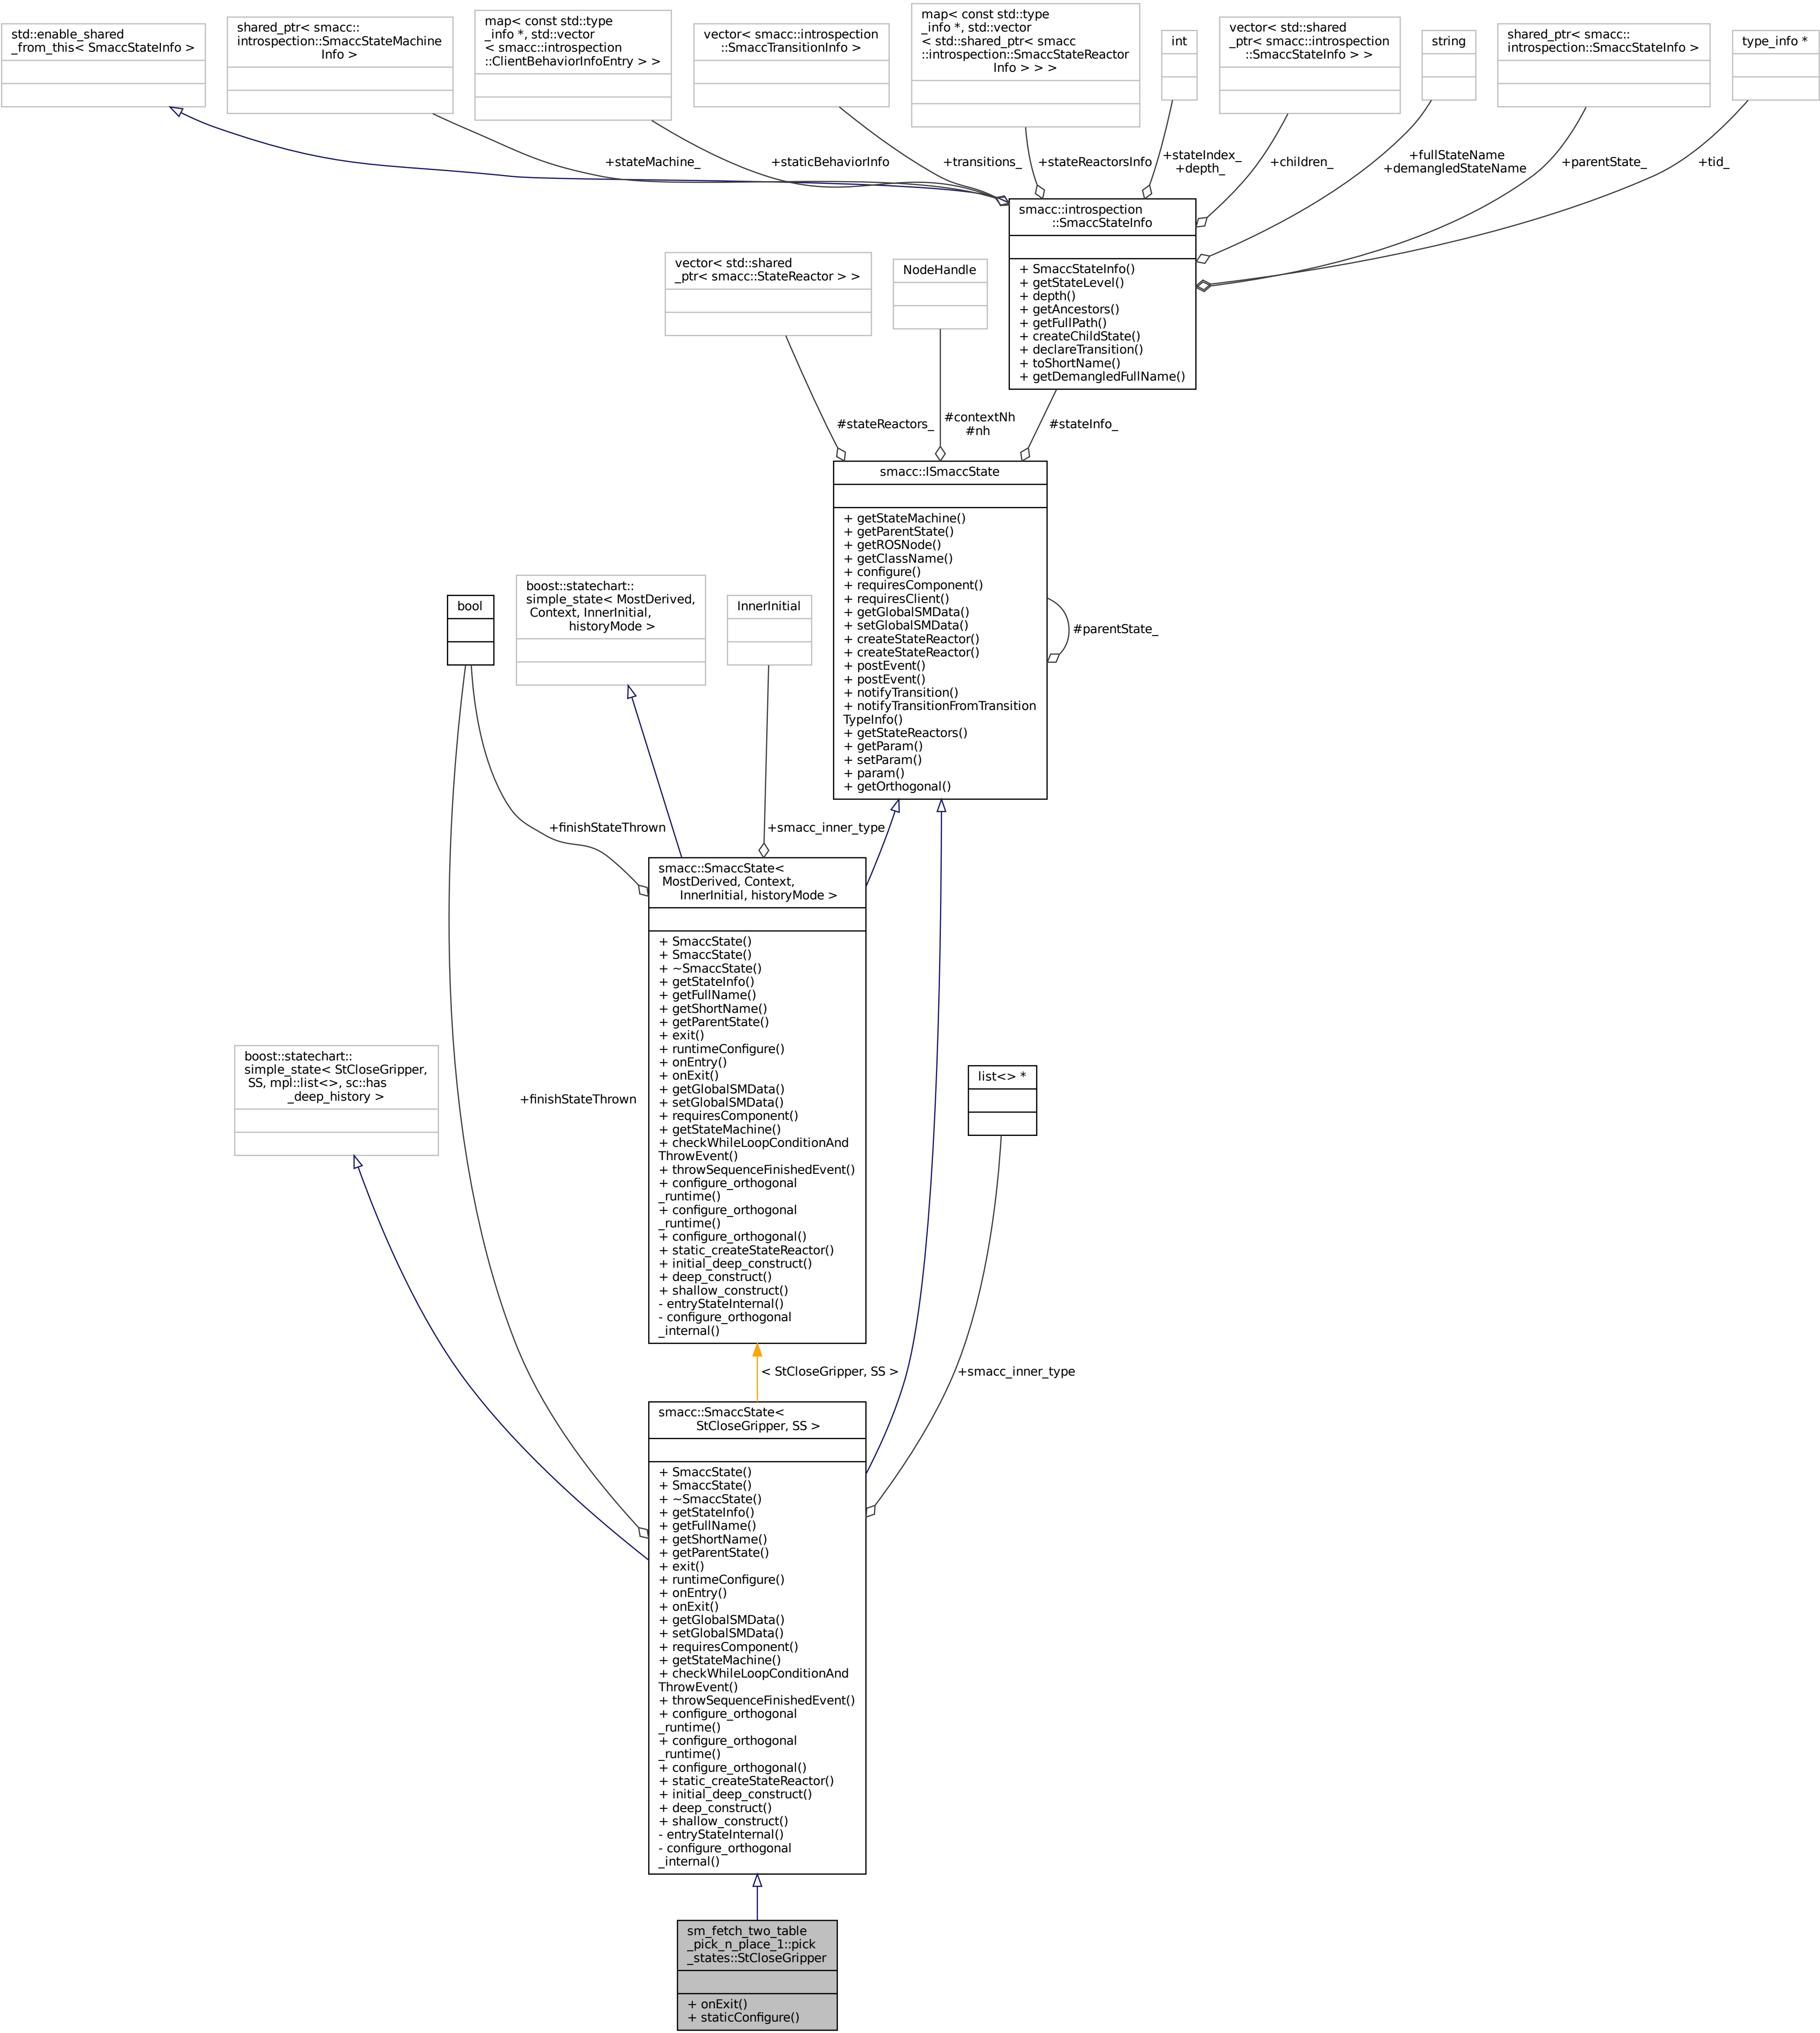 std::enable_shared
_from_this< SmaccStateInfo >
shared_ptr< smacc::
introspection::SmaccStateMachine
Info >
map< const std::type
_info *, std::vector
< smacc::introspection
::ClientBehaviorInfoEntry > >
vector< smacc::introspection
::SmaccTransitionInfo >
map< const std::type
_info *, std::vector
< std::shared_ptr< smacc
::introspection::SmaccStateReactor
Info > > >
int
vector< std::shared
_ptr< smacc::introspection
::SmaccStateInfo > >
string
shared_ptr< smacc::
introspection::SmaccStateInfo >
type_info *
+stateMachine_
+staticBehaviorInfo
+transitions_
+stateReactorsInfo
+stateIndex_
+depth_
+children_
+fullStateName
+demangledStateName
+parentState_
+tid_
smacc::introspection
::SmaccStateInfo
+ SmaccStateInfo()
+ getStateLevel()
+ depth()
+ getAncestors()
+ getFullPath()
+ createChildState()
+ declareTransition()
+ toShortName()
+ getDemangledFullName()
vector< std::shared
_ptr< smacc::StateReactor > >
NodeHandle
#stateReactors_
#contextNh
#nh
#stateInfo_
smacc::ISmaccState
+ getStateMachine()
+ getParentState()
+ getROSNode()
+ getClassName()
+ configure()
+ requiresComponent()
+ requiresClient()
+ getGlobalSMData()
+ setGlobalSMData()
+ createStateReactor()
+ createStateReactor()
+ postEvent()
+ postEvent()
+ notifyTransition()
+ notifyTransitionFromTransition
TypeInfo()
+ getStateReactors()
+ getParam()
+ setParam()
+ param()
+ getOrthogonal()
#parentState_
bool
boost::statechart::
simple_state< MostDerived,
Context, InnerInitial,
historyMode >
InnerInitial
+finishStateThrown
+smacc_inner_type
smacc::SmaccState<
MostDerived, Context,
InnerInitial, historyMode >
+ SmaccState()
+ SmaccState()
+ ~SmaccState()
+ getStateInfo()
+ getFullName()
+ getShortName()
+ getParentState()
+ exit()
+ runtimeConfigure()
+ onEntry()
+ onExit()
+ getGlobalSMData()
+ setGlobalSMData()
+ requiresComponent()
+ getStateMachine()
+ checkWhileLoopConditionAnd
ThrowEvent()
+ throwSequenceFinishedEvent()
+ configure_orthogonal
_runtime()
+ configure_orthogonal
_runtime()
+ configure_orthogonal()
+ static_createStateReactor()
+ initial_deep_construct()
+ deep_construct()
+ shallow_construct()
- entryStateInternal()
- configure_orthogonal
_internal()
boost::statechart::
simple_state< StCloseGripper,
SS, mpl::list<>, sc::has
_deep_history >
+finishStateThrown
list<> *
< StCloseGripper, SS >
+smacc_inner_type
smacc::SmaccState<
StCloseGripper, SS >
+ SmaccState()
+ SmaccState()
+ ~SmaccState()
+ getStateInfo()
+ getFullName()
+ getShortName()
+ getParentState()
+ exit()
+ runtimeConfigure()
+ onEntry()
+ onExit()
+ getGlobalSMData()
+ setGlobalSMData()
+ requiresComponent()
+ getStateMachine()
+ checkWhileLoopConditionAnd
ThrowEvent()
+ throwSequenceFinishedEvent()
+ configure_orthogonal
_runtime()
+ configure_orthogonal
_runtime()
+ configure_orthogonal()
+ static_createStateReactor()
+ initial_deep_construct()
+ deep_construct()
+ shallow_construct()
- entryStateInternal()
- configure_orthogonal
_internal()
sm_fetch_two_table
_pick_n_place_1::pick
_states::StCloseGripper
+ onExit()
+ staticConfigure()